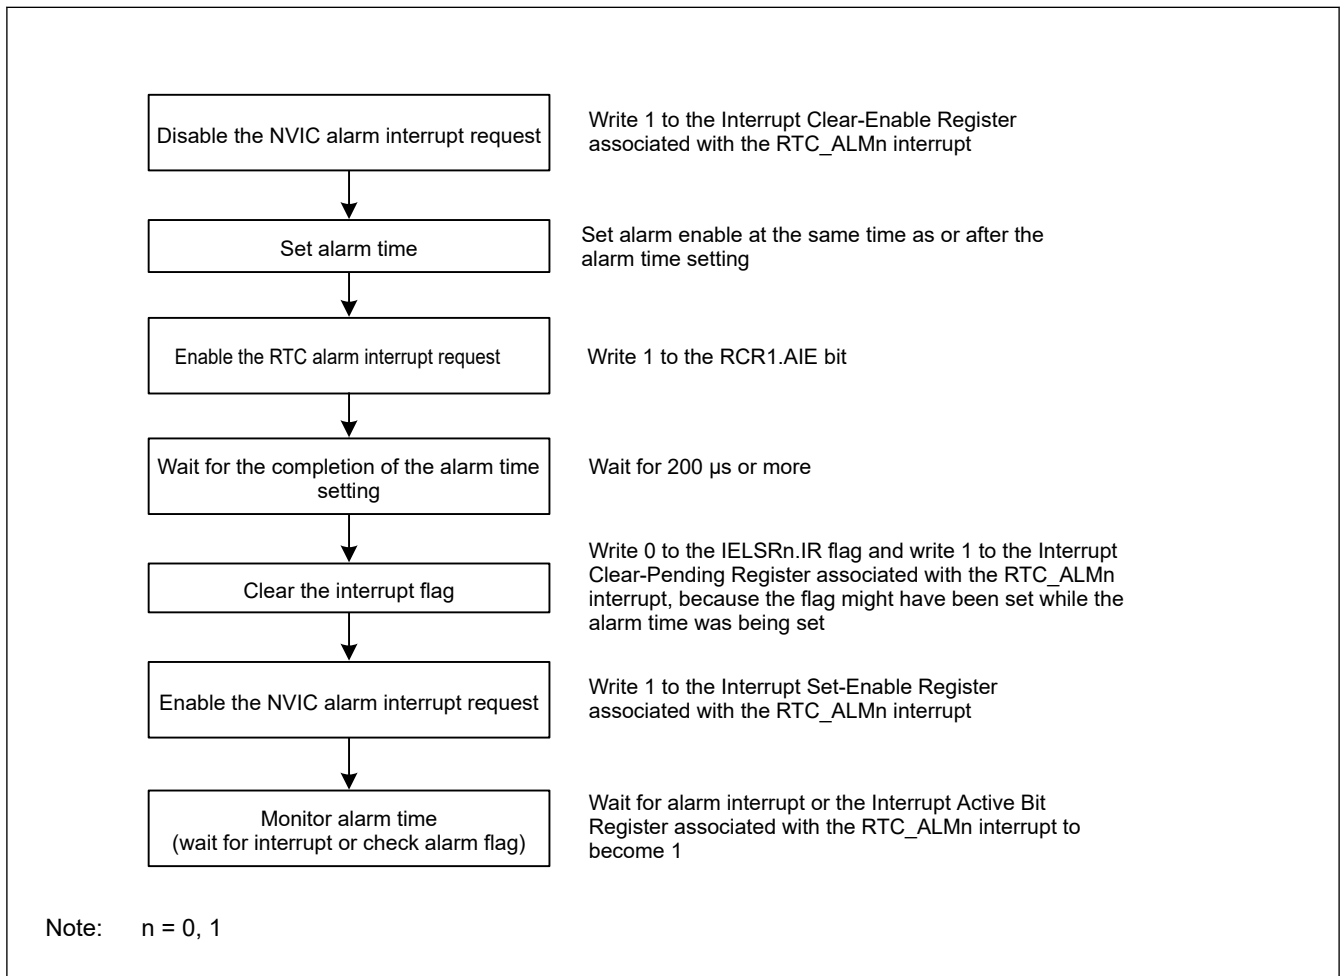 Disable the NVIC alarm interrupt request
Write 1 to the Interrupt Clear-Enable Register
associated with the RTC_ALMn interrupt
Set alarm time
Set alarm enable at the same time as or after the
alarm time setting
Enable the RTC alarm interrupt request
Write 1 to the RCR1.AIE bit
Wait for the completion of the alarm time
setting
Wait for 200 µs or more
Clear the interrupt flag
Write 0 to the IELSRn.IR flag and write 1 to the Interrupt
Clear-Pending Register associated with the RTC_ALMn
interrupt, because the flag might have been set while the
alarm time was being set
Enable the NVIC alarm interrupt request
Write 1 to the Interrupt Set-Enable Register
associated with the RTC_ALMn interrupt
Monitor alarm time
(wait for interrupt or check alarm flag)
Wait for alarm interrupt or the Interrupt Active Bit
Register associated with the RTC_ALMn interrupt to
become 1
Note: n = 0, 1